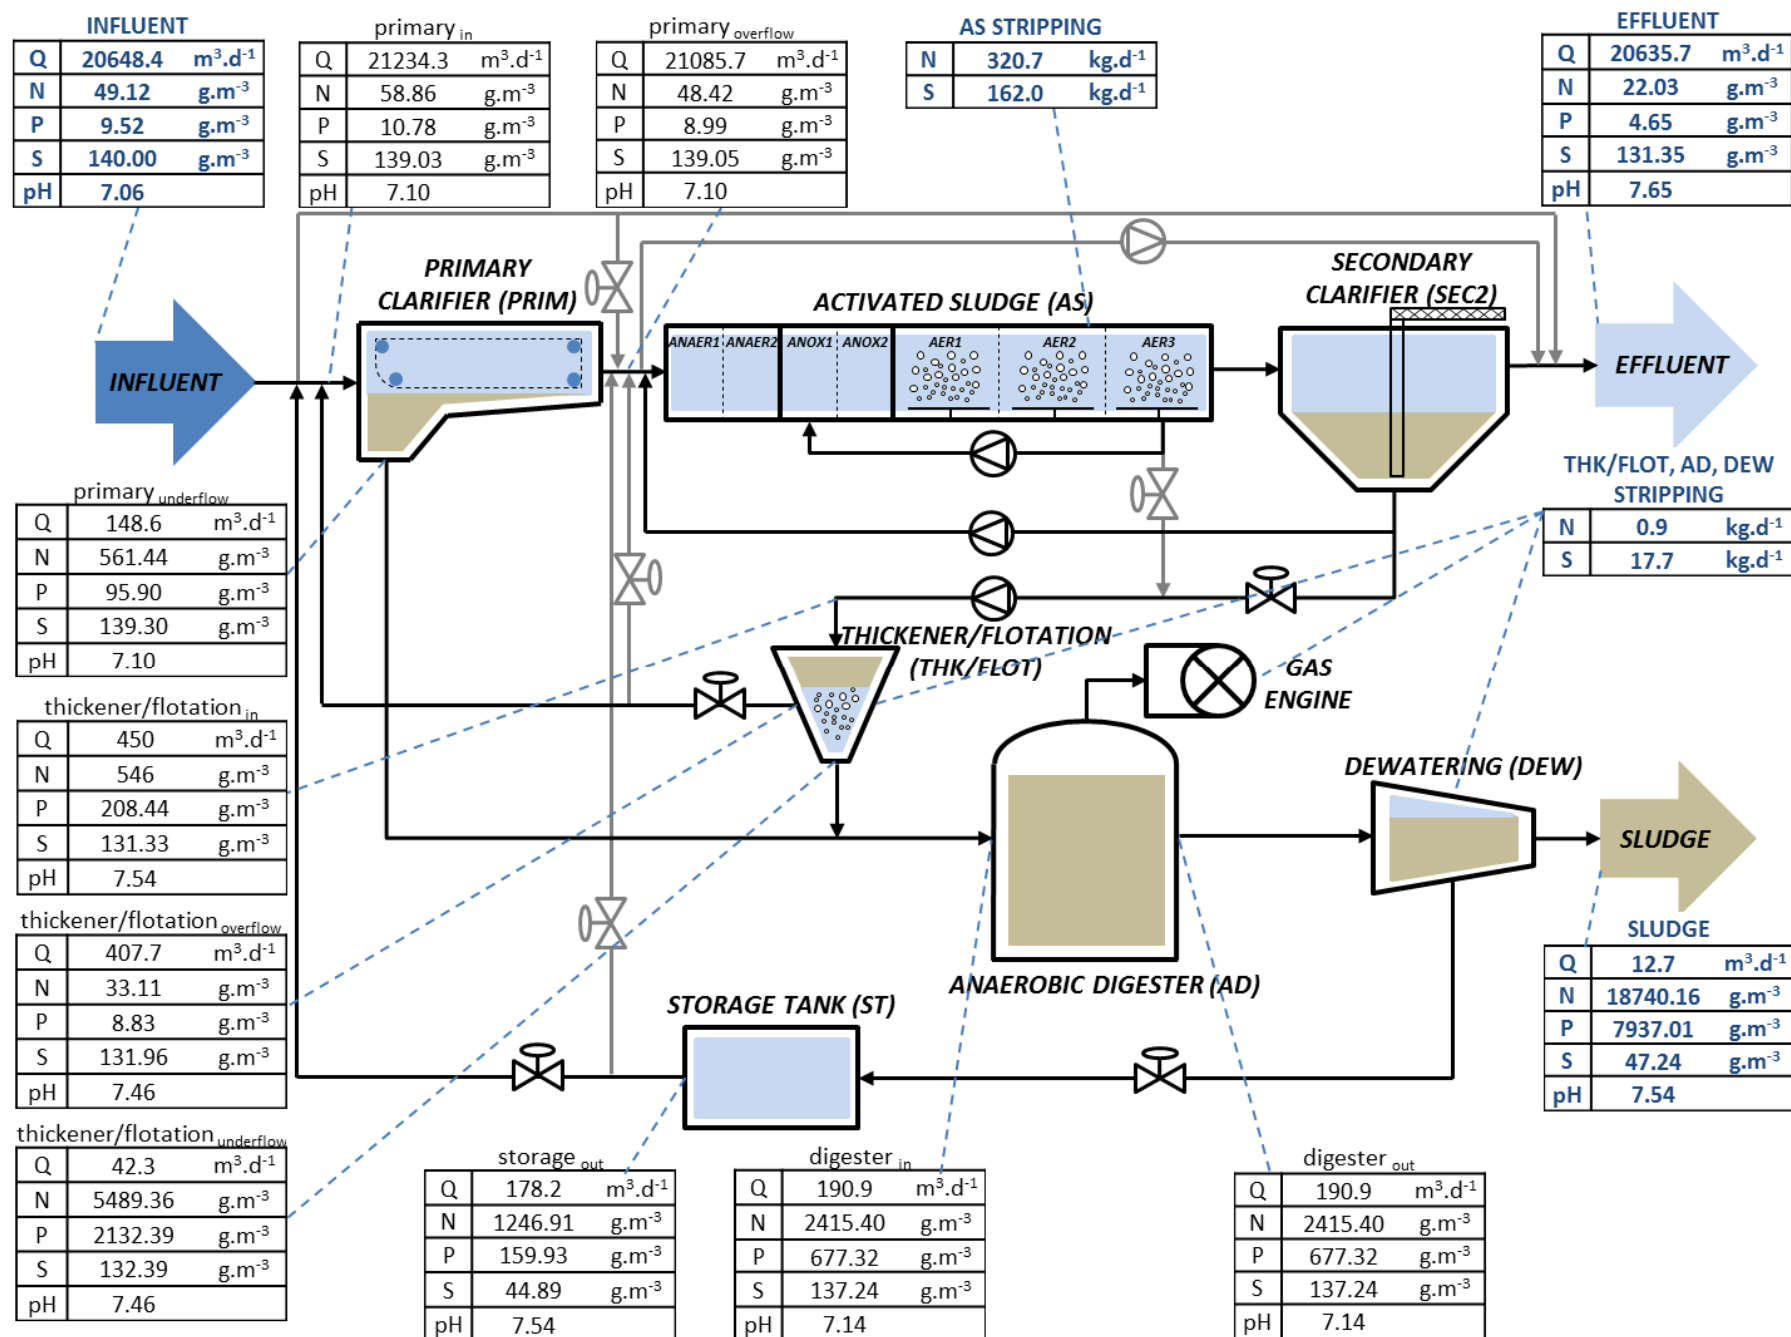 INFLUENT
Q 20648.4 m³.d⁻¹
N 49.12 g.m⁻³
P 9.52 g.m⁻³
S 140.00 g.m⁻³
pH 7.06
primary in
Q 21234.3 m³.d⁻¹
N 58.86 g.m⁻³
P 10.78 g.m⁻³
S 139.03 g.m⁻³
pH 7.10
primary overflow
Q 21085.7 m³.d⁻¹
N 48.42 g.m⁻³
P 8.99 g.m⁻³
S 139.05 g.m⁻³
pH 7.10
AS STRIPPING
N 320.7 kg.d⁻¹
S 162.0 kg.d⁻¹
EFFLUENT
Q 20635.7 m³.d⁻¹
N 22.03 g.m⁻³
P 4.65 g.m⁻³
S 131.35 g.m⁻³
pH 7.65
PRIMARY
CLARIFIER (PRIM)
ACTIVATED SLUDGE (AS)
SECONDARY
CLARIFIER (SEC2)
ANAER1 ANAER2 ANOX1 ANOX2 AER1 AER2 AER3
INFLUENT
EFFLUENT
primary underflow
Q 148.6 m³.d⁻¹
N 561.44 g.m⁻³
P 95.90 g.m⁻³
S 139.30 g.m⁻³
pH 7.10
THK/FLOT, AD, DEW
STRIPPING
N 0.9 kg.d⁻¹
S 17.7 kg.d⁻¹
THICKENER/FLOTATION
(THK/FLOT)
GAS
ENGINE
thickener/flotation in
Q 450 m³.d⁻¹
N 546 g.m⁻³
P 208.44 g.m⁻³
S 131.33 g.m⁻³
pH 7.54
DEWATERING (DEW)
SLUDGE
thickener/flotation overflow
Q 407.7 m³.d⁻¹
N 33.11 g.m⁻³
P 8.83 g.m⁻³
S 131.96 g.m⁻³
pH 7.46
ANAEROBIC DIGESTER (AD)
STORAGE TANK (ST)
SLUDGE
Q 12.7 m³.d⁻¹
N 18740.16 g.m⁻³
P 7937.01 g.m⁻³
S 47.24 g.m⁻³
pH 7.54
thickener/flotation underflow
Q 42.3 m³.d⁻¹
N 5489.36 g.m⁻³
P 2132.39 g.m⁻³
S 132.39 g.m⁻³
pH 7.46
storage out
Q 178.2 m³.d⁻¹
N 1246.91 g.m⁻³
P 159.93 g.m⁻³
S 44.89 g.m⁻³
pH 7.54
digester in
Q 190.9 m³.d⁻¹
N 2415.40 g.m⁻³
P 677.32 g.m⁻³
S 137.24 g.m⁻³
pH 7.14
digester out
Q 190.9 m³.d⁻¹
N 2415.40 g.m⁻³
P 677.32 g.m⁻³
S 137.24 g.m⁻³
pH 7.14